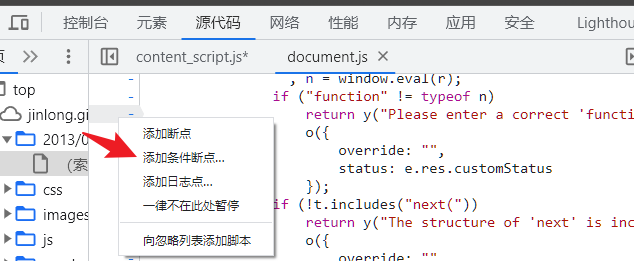 控制台 元素 源代码 网络 性能 内存 应用 安全 Lighthou
页 content_script.js* document.js
top
jinlong.gi
2013/0
(索
css
images
js
添加断点
添加条件断点...
添加日志点...
一律不在此处暂停
向忽略列表添加脚本
, n = window.eval(r);
if ("function" != typeof n)
return y("Please enter a correct 'function
o({
override: "",
status: e.res.customStatus
});
if (!t.includes("next("))
return y("The structure of 'next' is inc
o({
override: ""